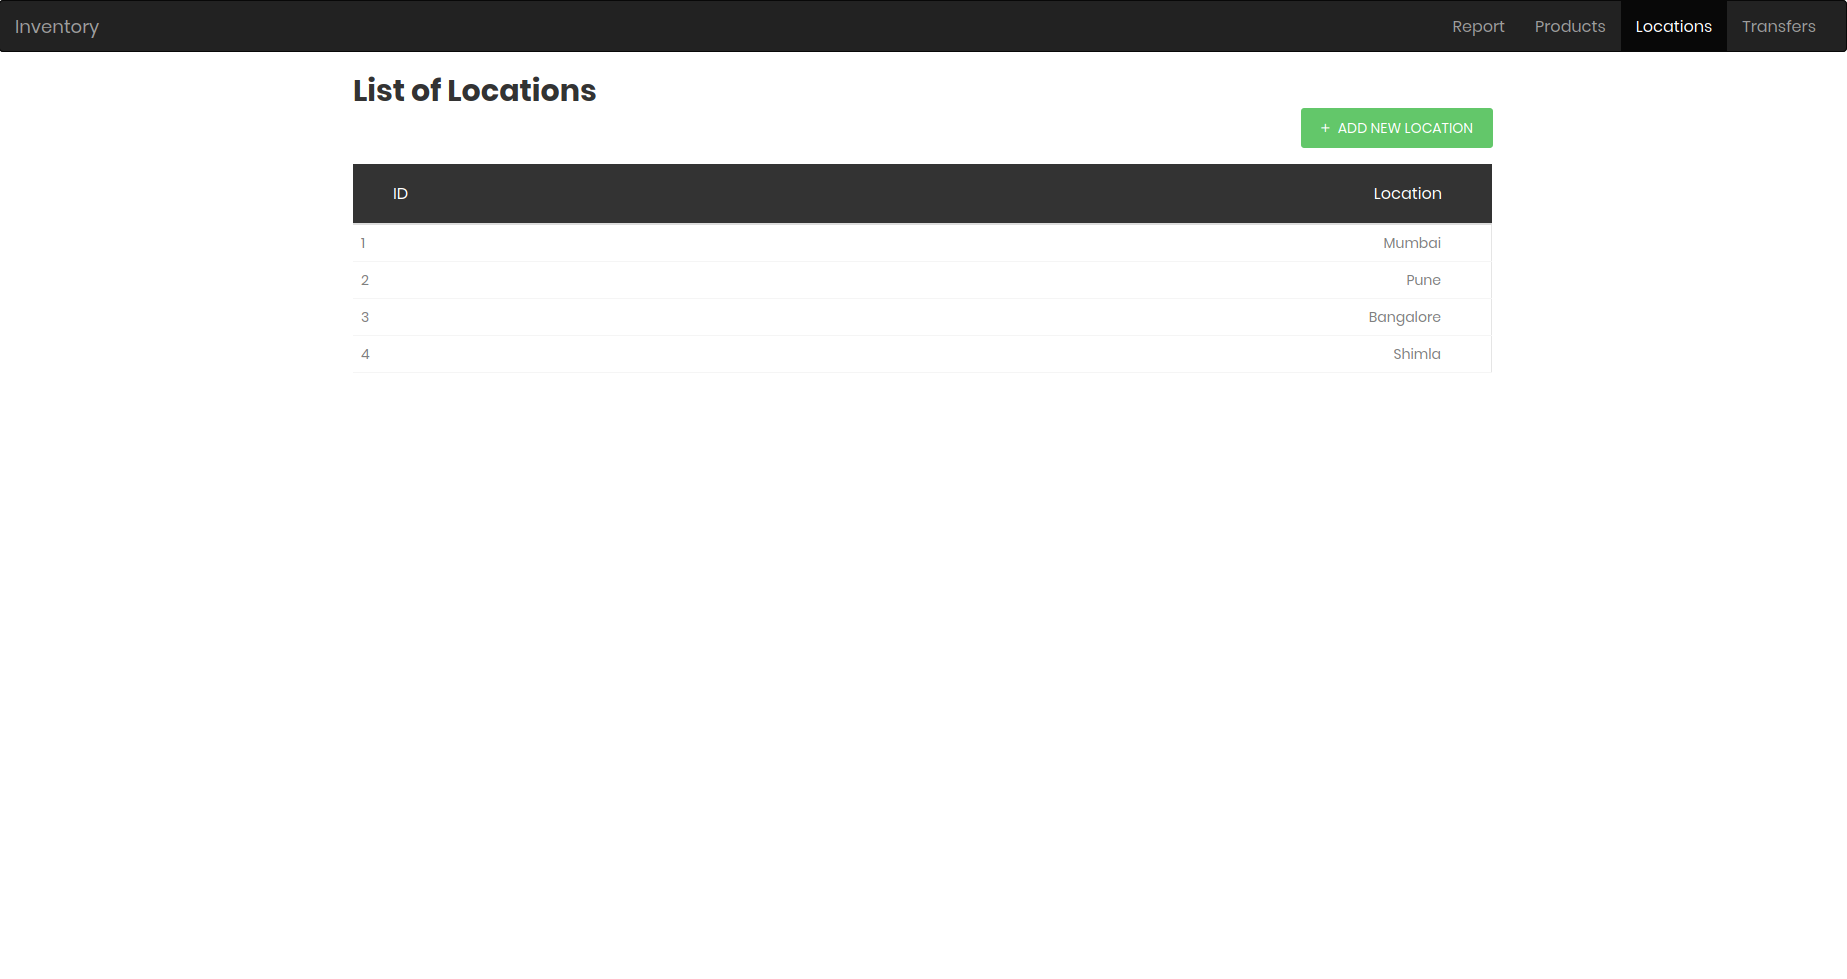 Inventory Report Products Locations Transfers
List of Locations
+ ADD NEW LOCATION
ID Location
1 Mumbai
2 Pune
3 Bangalore
4 Shimla